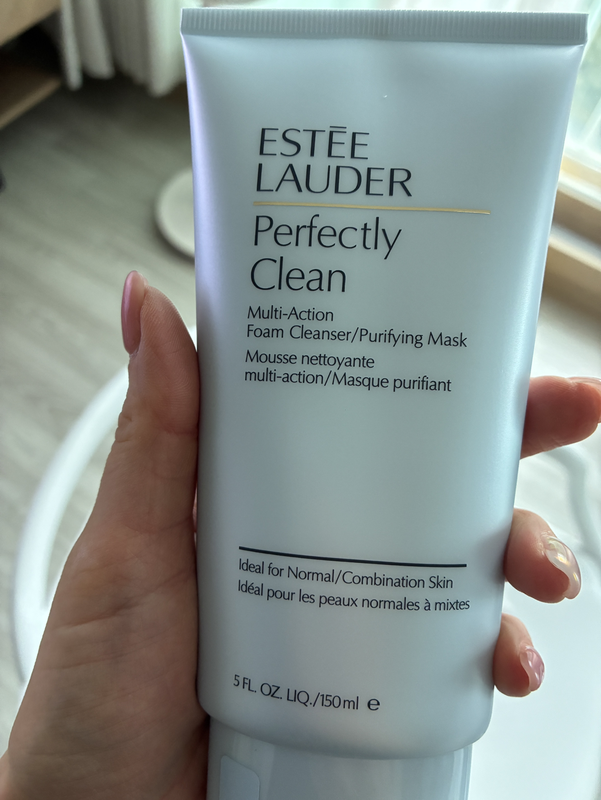 ESTĒE
LAUDER
Perfectly
Clean
Multi-Action
Foam Cleanser/Purifying Mask
Mousse nettoyante
multi-action/Masque purifiant
Ideal for Normal/Combination Skin
Idéal pour les peaux normales à mixtes
5 FL. OZ. LIQ./150 ml ℮